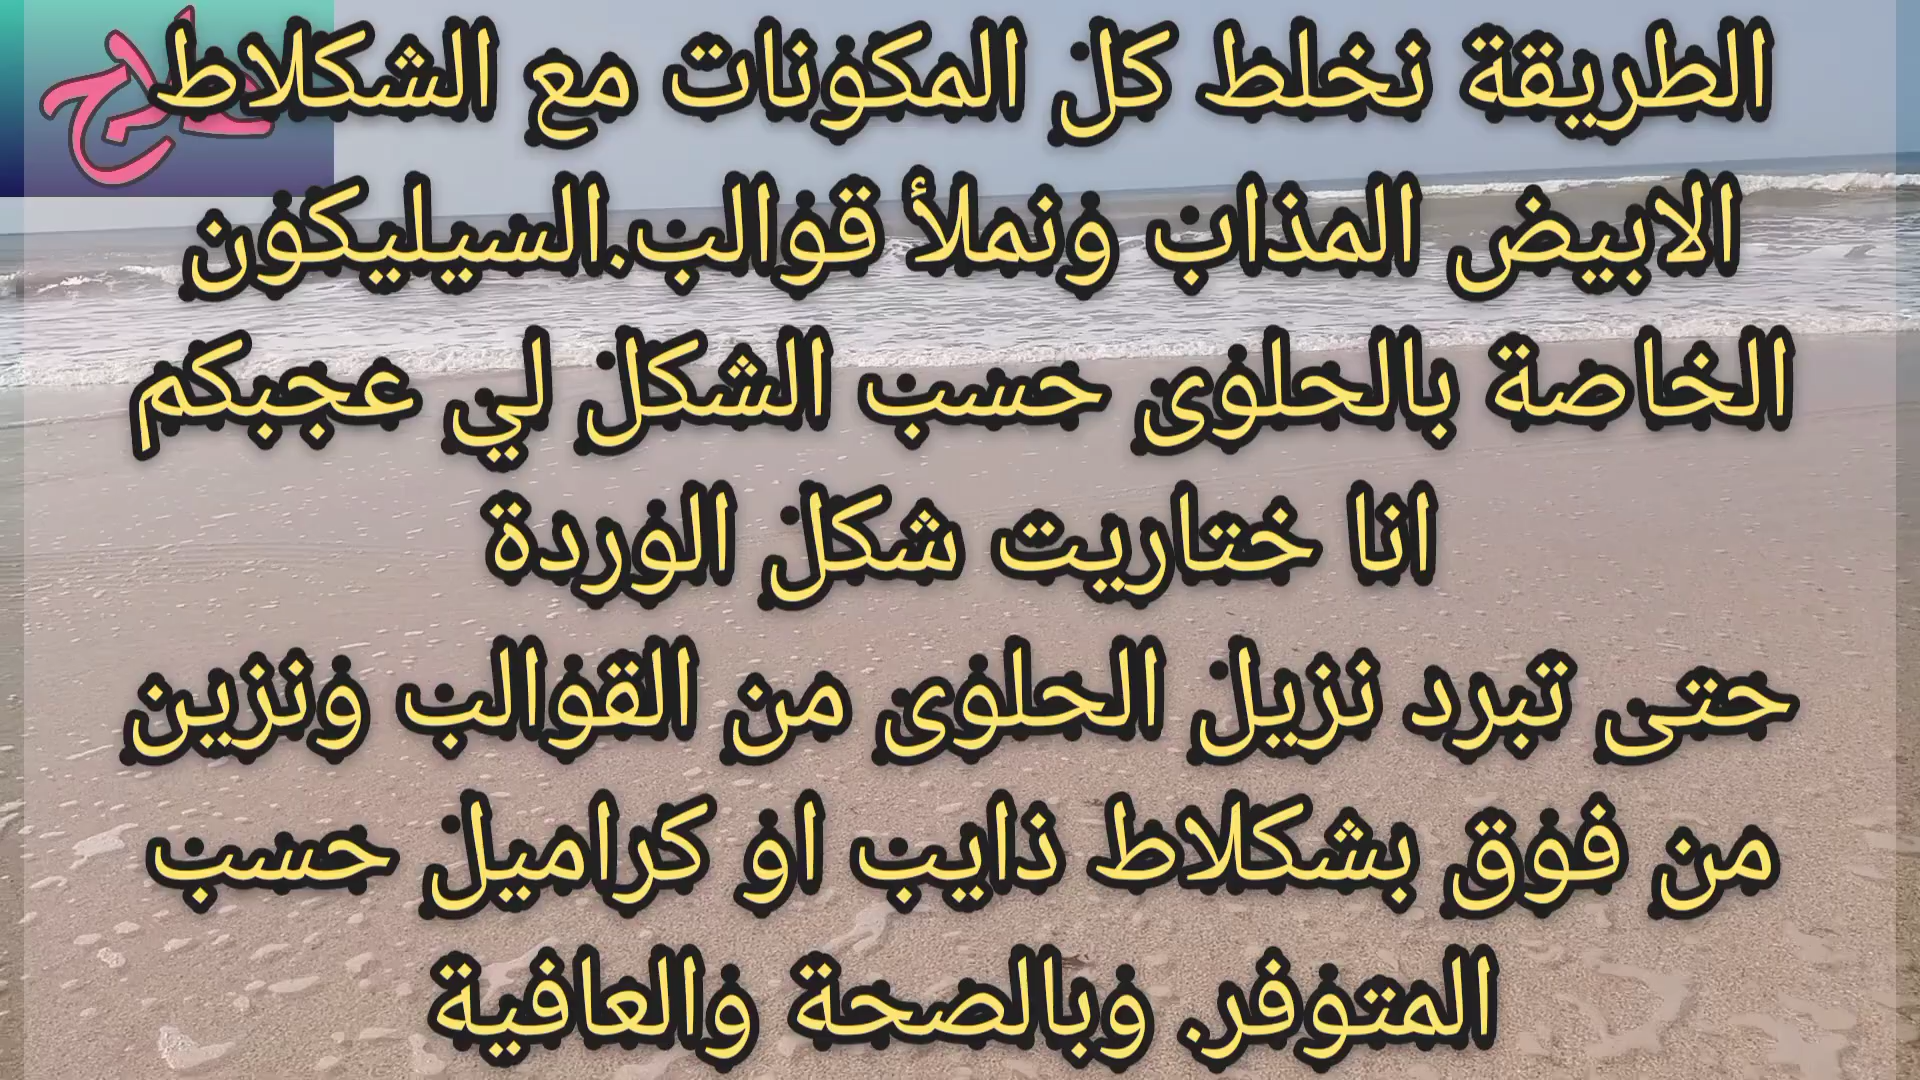 الطريقة نخلط كل المكونات مع الشكلاط
الابيض المذاب ونملأ قوالب.السيليكون
الخاصة بالحلوى حسب الشكل لي عجبكم
انا ختاريت شكل الوردة
حتى تبرد نزيل الحلوى من القوالب ونزين
من فوق بشكلاط ذايب او كراميل حسب
المتوفر. وبالصحة والعافية